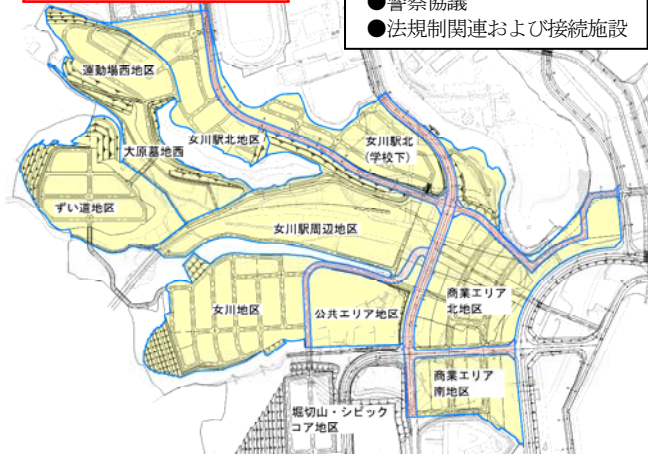 ●警察協議
●法規制関連および接続施設
運動場西地区
女川駅北地区
女川駅北
(学校下)
大原墓地西
ずい道地区
女川駅周辺地区
女川地区
公共エリア地区
商業エリア
北地区
商業エリア
南地区
堀切山・シビック
コア地区